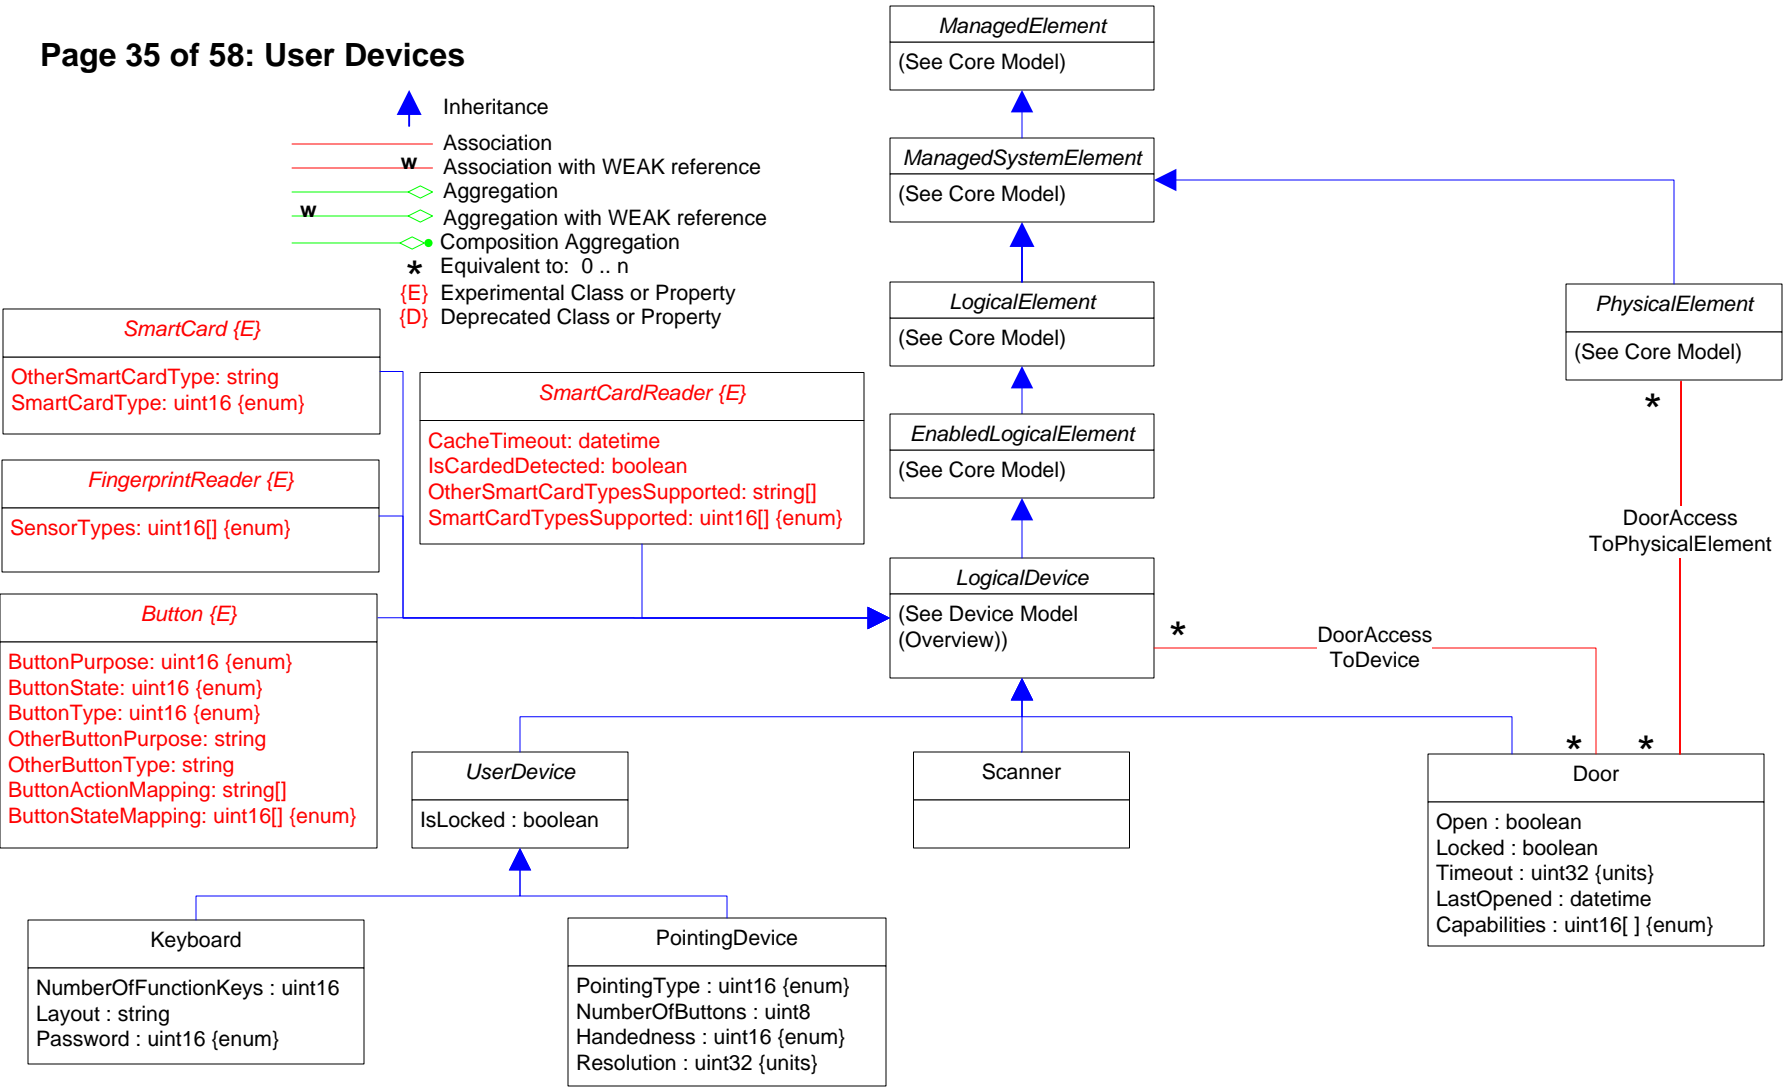 Page 35 of 58: User Devices
Inheritance
Association
w
Association with WEAK reference
Aggregation
w
Aggregation with WEAK reference
Composition Aggregation
* Equivalent to: 0 .. n
{E} Experimental Class or Property
{D} Deprecated Class or Property
ManagedElement
(See Core Model)
ManagedSystemElement
(See Core Model)
LogicalElement
(See Core Model)
PhysicalElement
(See Core Model)
*
EnabledLogicalElement
(See Core Model)
SmartCard {E}
OtherSmartCardType: string
SmartCardType: uint16 {enum}
SmartCardReader {E}
CacheTimeout: datetime
IsCardedDetected: boolean
OtherSmartCardTypesSupported: string[]
SmartCardTypesSupported: uint16[] {enum}
FingerprintReader {E}
SensorTypes: uint16[] {enum}
DoorAccess
ToPhysicalElement
LogicalDevice
(See Device Model
(Overview))
*
DoorAccess
ToDevice
*
*
Button {E}
ButtonPurpose: uint16 {enum}
ButtonState: uint16 {enum}
ButtonType: uint16 {enum}
OtherButtonPurpose: string
OtherButtonType: string
ButtonActionMapping: string[]
ButtonStateMapping: uint16[] {enum}
UserDevice
IsLocked : boolean
Scanner
Door
Open : boolean
Locked : boolean
Timeout : uint32 {units}
LastOpened : datetime
Capabilities : uint16[ ] {enum}
Keyboard
NumberOfFunctionKeys : uint16
Layout : string
Password : uint16 {enum}
PointingDevice
PointingType : uint16 {enum}
NumberOfButtons : uint8
Handedness : uint16 {enum}
Resolution : uint32 {units}